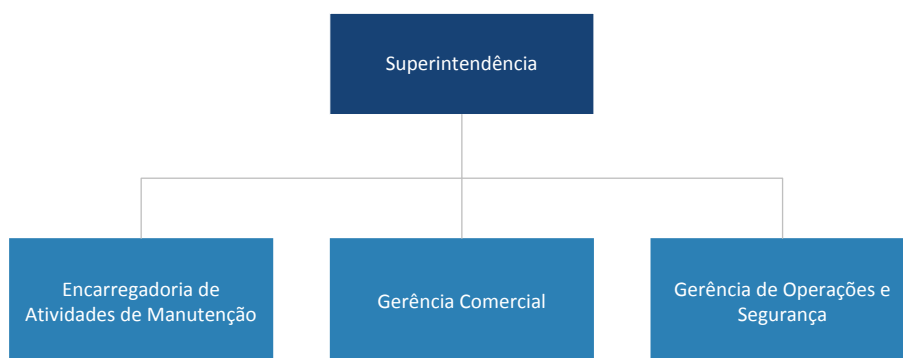 Superintendência
Encarregadoria de
Atividades de Manutenção
Gerência Comercial
Gerência de Operações e
Segurança